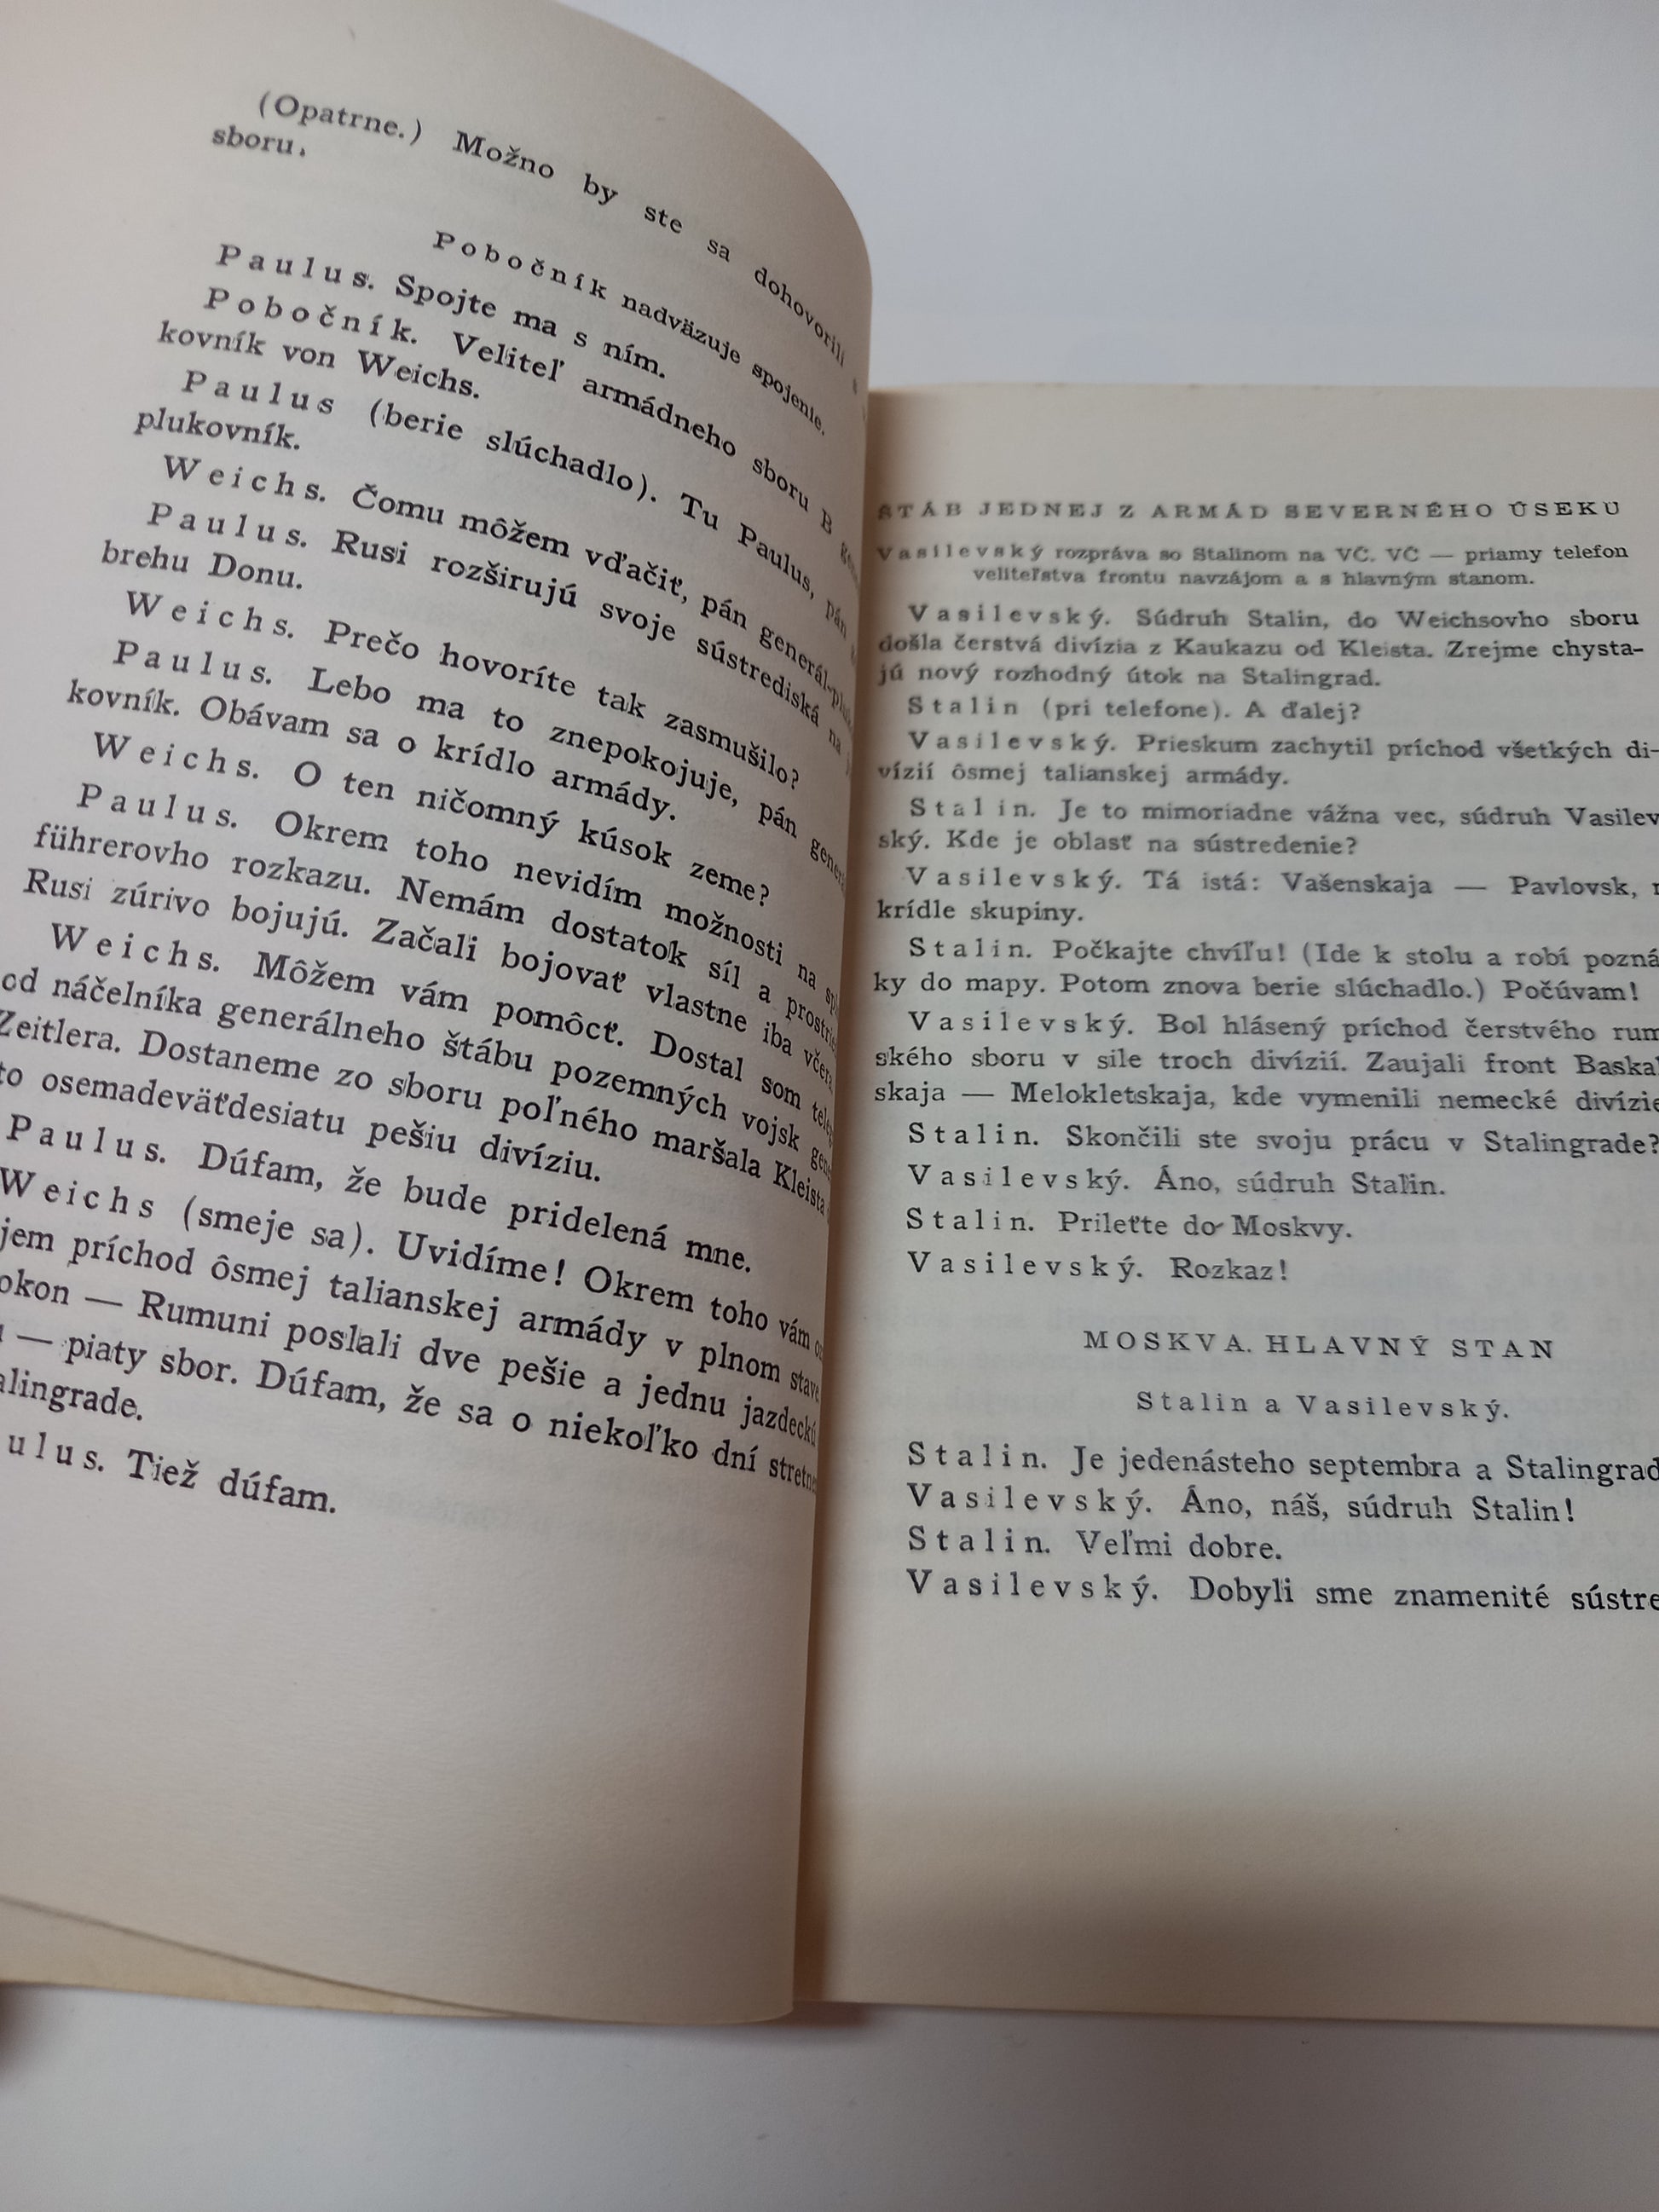 (Opatrne.) Možno by ste sa dohovorili
sboru.
Pobočník nadväzuje spojenie.
Paulus. Spojte ma s ním.
Pobočník. Veliteľ armádneho sboru B
kovník von Weichs.
Paulus (berie slúchadlo). Tu Paulus, pán
plukovník.
Weichs. Čomu môžem vďačiť, pán
Paulus. Rusi rozširujú svoje sústrediská na
brehu Donu.
Weichs. Prečo hovoríte tak zasmušilo?
Paulus. Lebo ma to znepokojuje, pán
kovník. Obávam sa o krídlo armády.
Weichs. O ten ničomný kúsok zeme?
Paulus. Okrem toho nevidím možnosti na
führerovho rozkazu. Nemám dostatok síl a
Rusi zúrivo bojujú. Začali bojovať vlastne iba včera.
Weichs. Môžem vám pomôcť. Dostal som
od náčelníka generálneho štábu pozemných vojsk
Zeitlera. Dostaneme zo sboru poľného maršala Kleista
to osemadeväťdesiatu pešiu divíziu.
Paulus. Dúfam, že bude pridelená mne.
Weichs (smeje sa). Uvidíme! Okrem toho vám
jem príchod ôsmej talianskej armády v plnom stave.
okon — Rumuni poslali dve pešie a jednu jazdeckú
— piaty sbor. Dúfam, že sa o niekoľko dní
alingrade.
ulus. Tiež dúfam.
ŠTÁB JEDNEJ Z ARMÁD SEVERNÉHO ÚSEKU
Vasilevský rozpráva so Stalinom na VČ. VČ — priamy telefon
veliteľstva frontu navzájom a s hlavným stanom.
Vasilevský. Súdruh Stalin, do Weichsovho sboru
došla čerstvá divízia z Kaukazu od Kleista. Zrejme chysta-
jú nový rozhodný útok na Stalingrad.
Stalin (pri telefone). A ďalej?
Vasilevský. Prieskum zachytil príchod všetkých di-
vízií ôsmej talianskej armády.
Stalin. Je to mimoriadne vážna vec, súdruh Vasilev
ský. Kde je oblasť na sústredenie?
Vasilevský. Tá istá: Vašenskaja — Pavlovsk,
krídle skupiny.
Stalin. Počkajte chvíľu! (Ide k stolu a robí pozná
ky do mapy. Potom znova berie slúchadlo.) Počúvam!
Vasilevský. Bol hlásený príchod čerstvého rum
ského sboru v sile troch divízií. Zaujali front Baska
skaja — Melokletskaja, kde vymenili nemecké divízie
Stalin. Skončili ste svoju prácu v Stalingrade?
Vasilevský. Áno, súdruh Stalin.
Stalin. Prileťte do Moskvy.
Vasilevský. Rozkaz!
MOSKVA. HLAVNÝ STAN
Stalin a Vasilevský.
Stalin. Je jedenásteho septembra a Stalingrad
Vasilevský. Áno, náš, súdruh Stalin!
Stalin. Veľmi dobre.
Vasilevský. Dobyli sme znamenité sústre